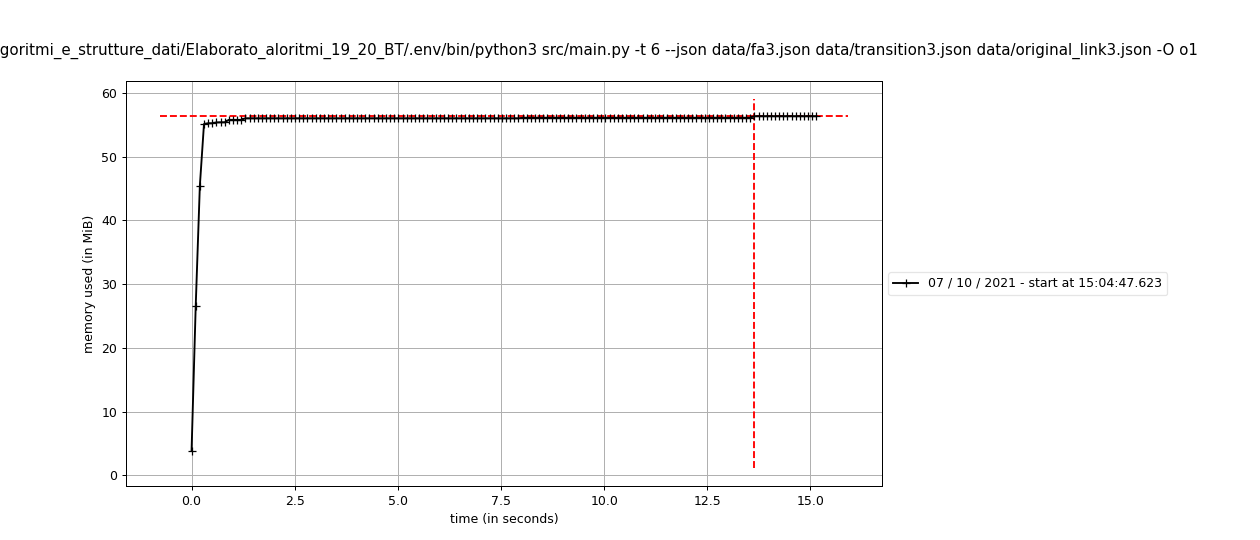 goritmi_e_strutture_dati/Elaborato_aloritmi_19_20_BT/.env/bin/python3 src/main.py -t 6 --json data/fa3.json data/transition3.json data/original_link3.json -O o1
60
50
40
30
20
10
0
memory used (in MiB)
0.0 2.5 5.0 7.5 10.0 12.5 15.0
time (in seconds)
07 / 10 / 2021 - start at 15:04:47.623